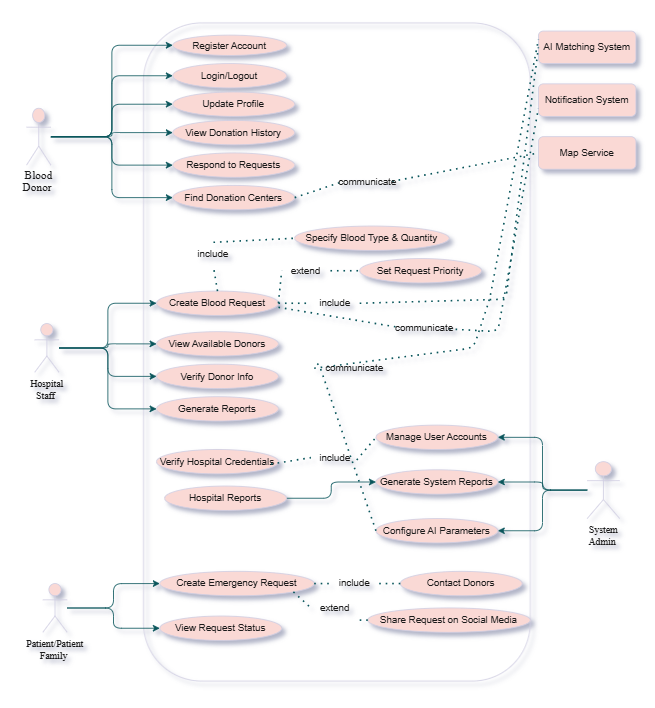 Register Account
AI Matching System
Login/Logout
Notification System
Update Profile
View Donation History
Map Service
Respond to Requests
Blood
Donor
communicate
Find Donation Centers
Specify Blood Type & Quantity
include
extend
Set Request Priority
Create Blood Request
include
communicate
View Available Donors
communicate
Verify Donor Info
Hospital
Staff
Generate Reports
Manage User Accounts
Verify Hospital Credentials
include
Generate System Reports
Hospital Reports
Configure AI Parameters
System
Admin
Create Emergency Request
include
Contact Donors
extend
Share Request on Social Media
View Request Status
Patient/Patient
Family